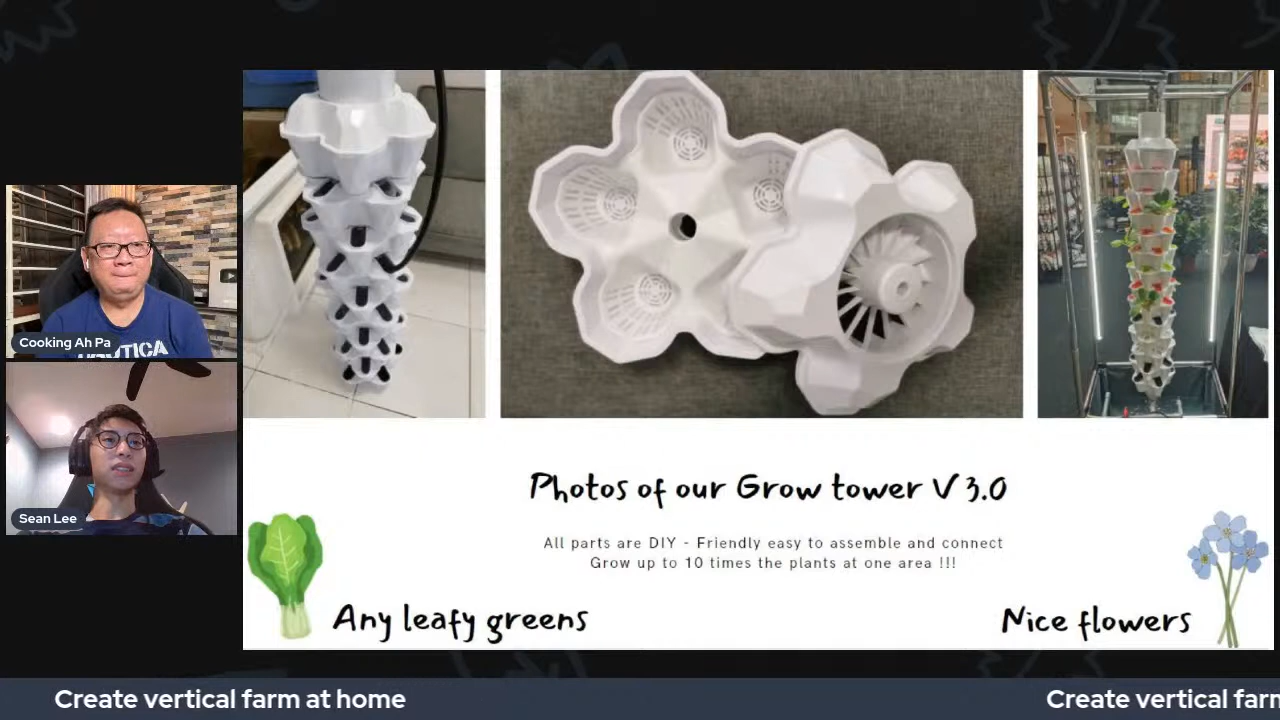 Cooking Ah Pa
NAUTICA
Sean Lee
Photos of our Grow tower V 3.0
All parts are DIY - Friendly easy to assemble and connect
Grow up to 10 times the plants at one area !!!
Any leafy greens
Nice flowers
Create vertical farm at home
Create vertical farm